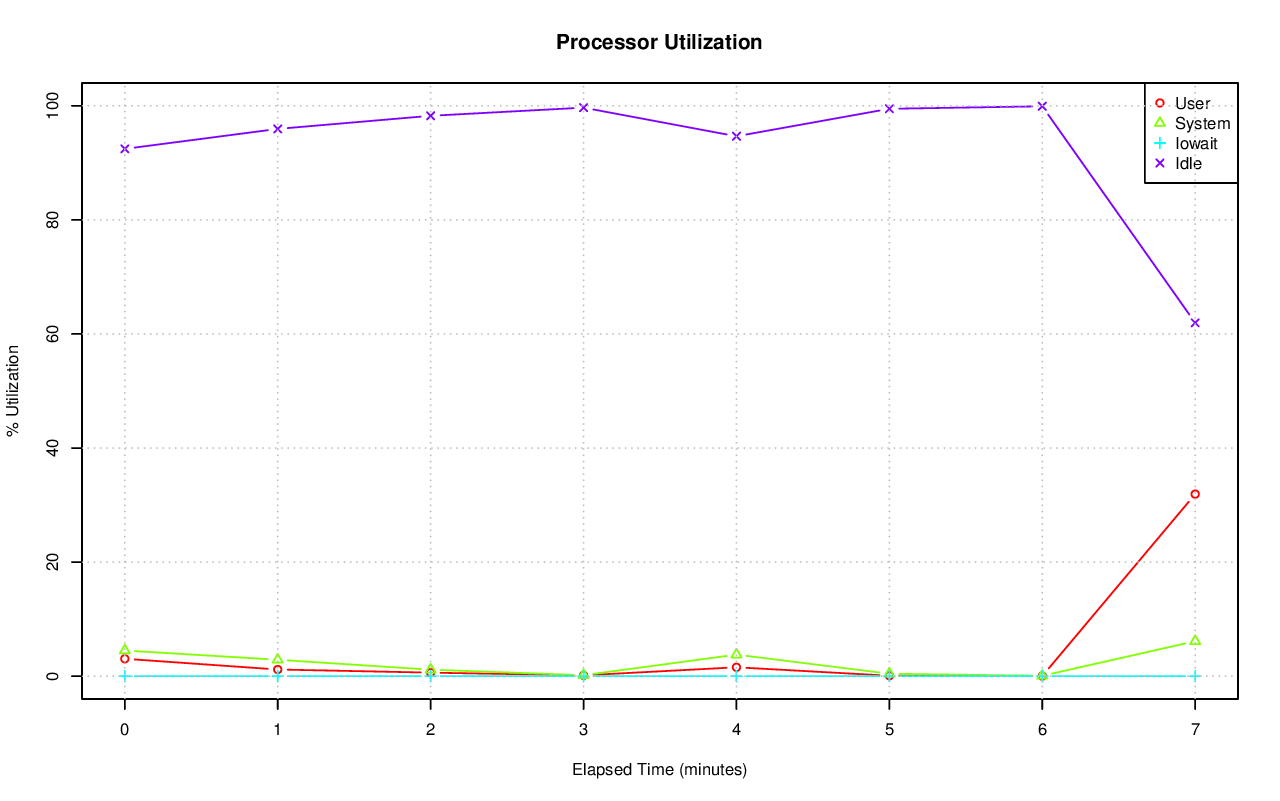 Processor Utilization
User
System
Iowait
Idle
100
80
60
40
20
0
% Utilization
0 1 2 3 4 5 6 7
Elapsed Time (minutes)